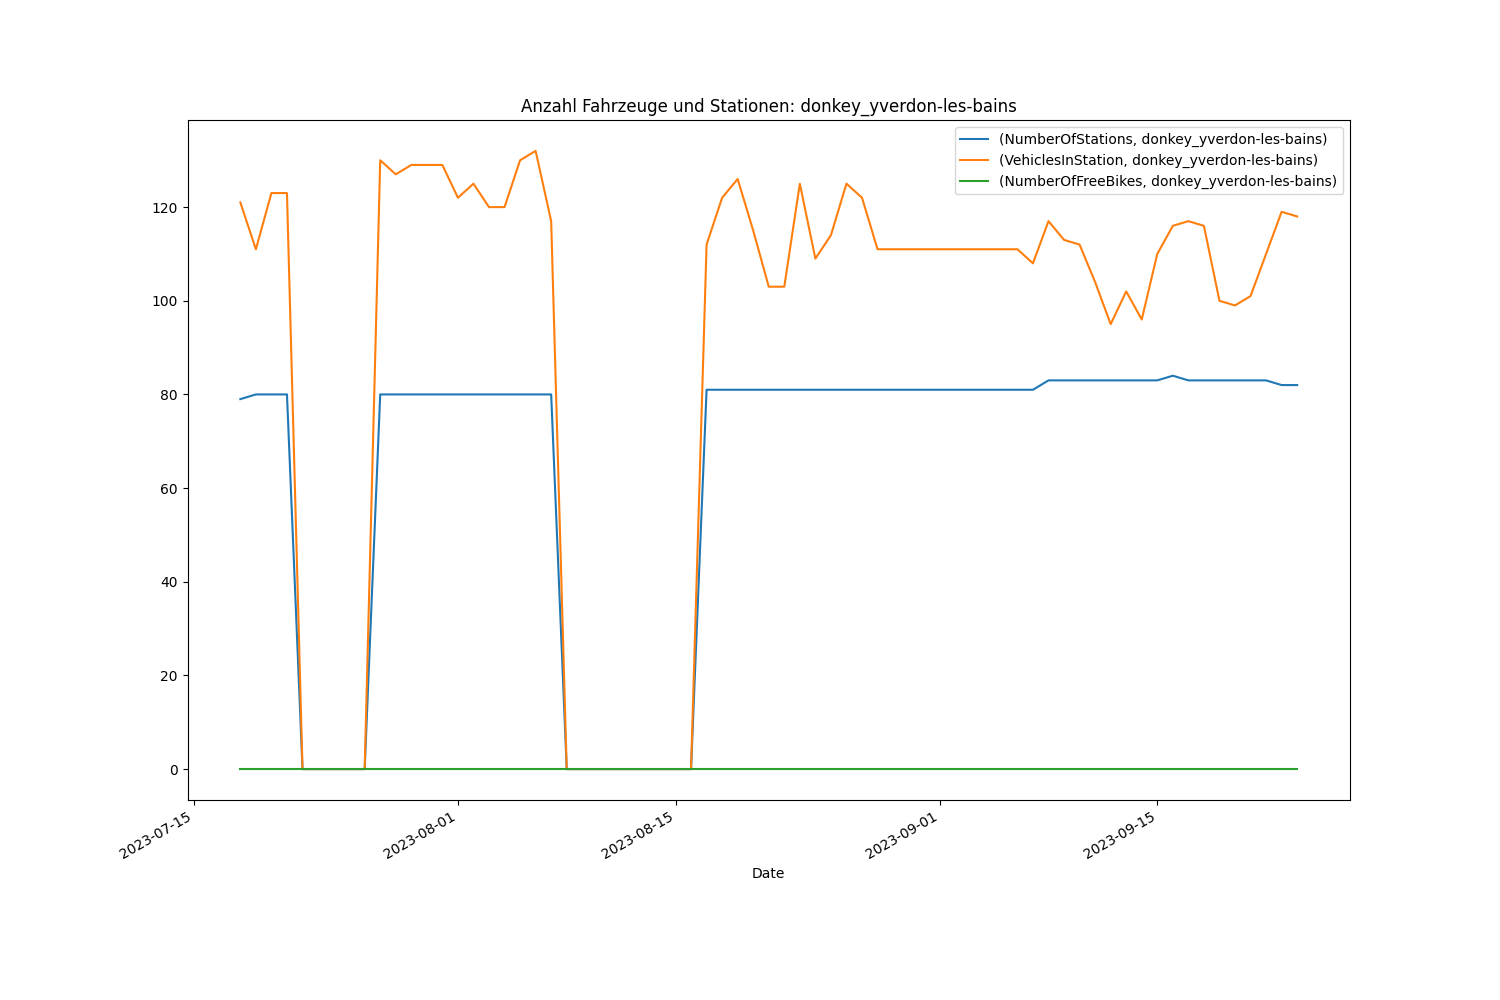 Anzahl Fahrzeuge und Stationen: donkey_yverdon-les-bains
(NumberOfStations, donkey_yverdon-les-bains)
(VehiclesInStation, donkey_yverdon-les-bains)
(NumberOfFreeBikes, donkey_yverdon-les-bains)
120
100
80
60
40
20
0
2023-07-15
2023-08-01
2023-08-15
2023-09-01
2023-09-15
Date